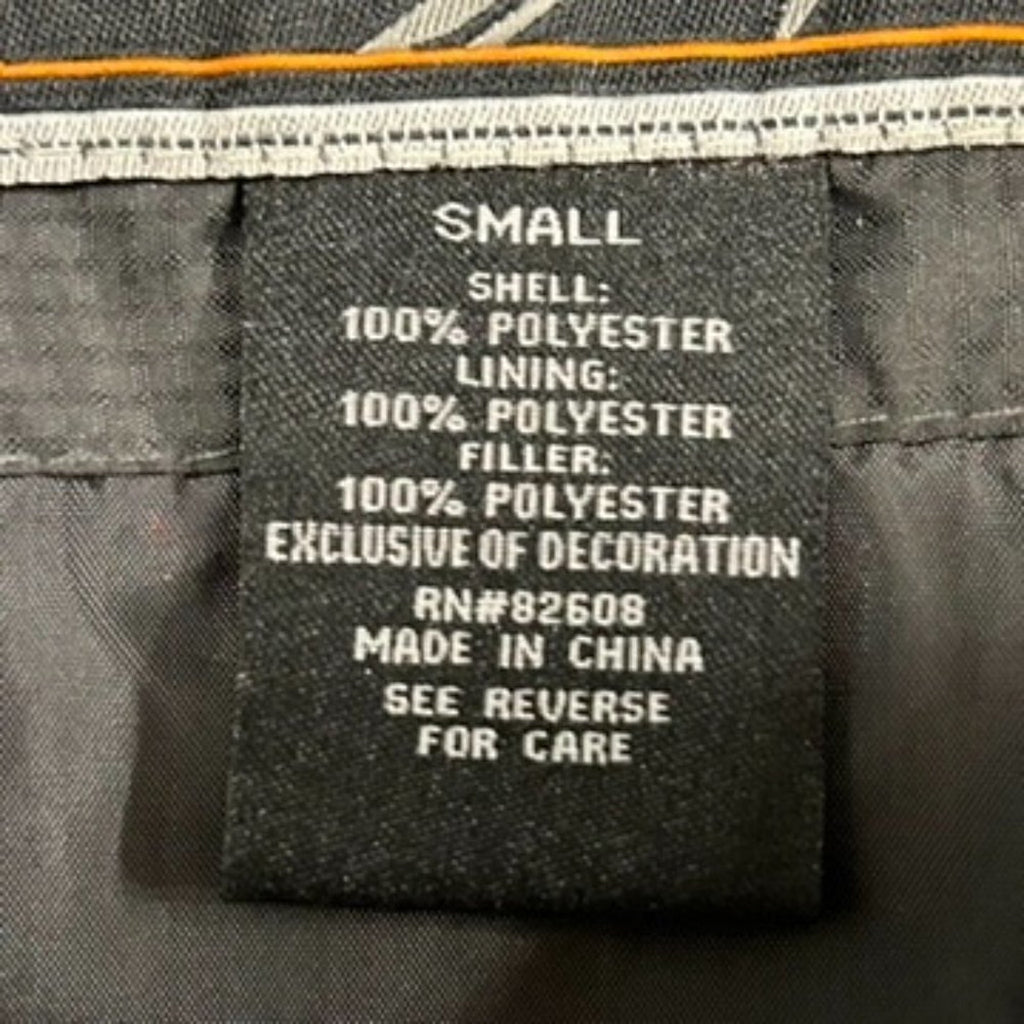 SMALL
SHELL:
100% POLYESTER
LINING:
100% POLYESTER
FILLER:
100% POLYESTER
EXCLUSIVE OF DECORATION
RN#82608
MADE IN CHINA
SEE REVERSE
FOR CARE